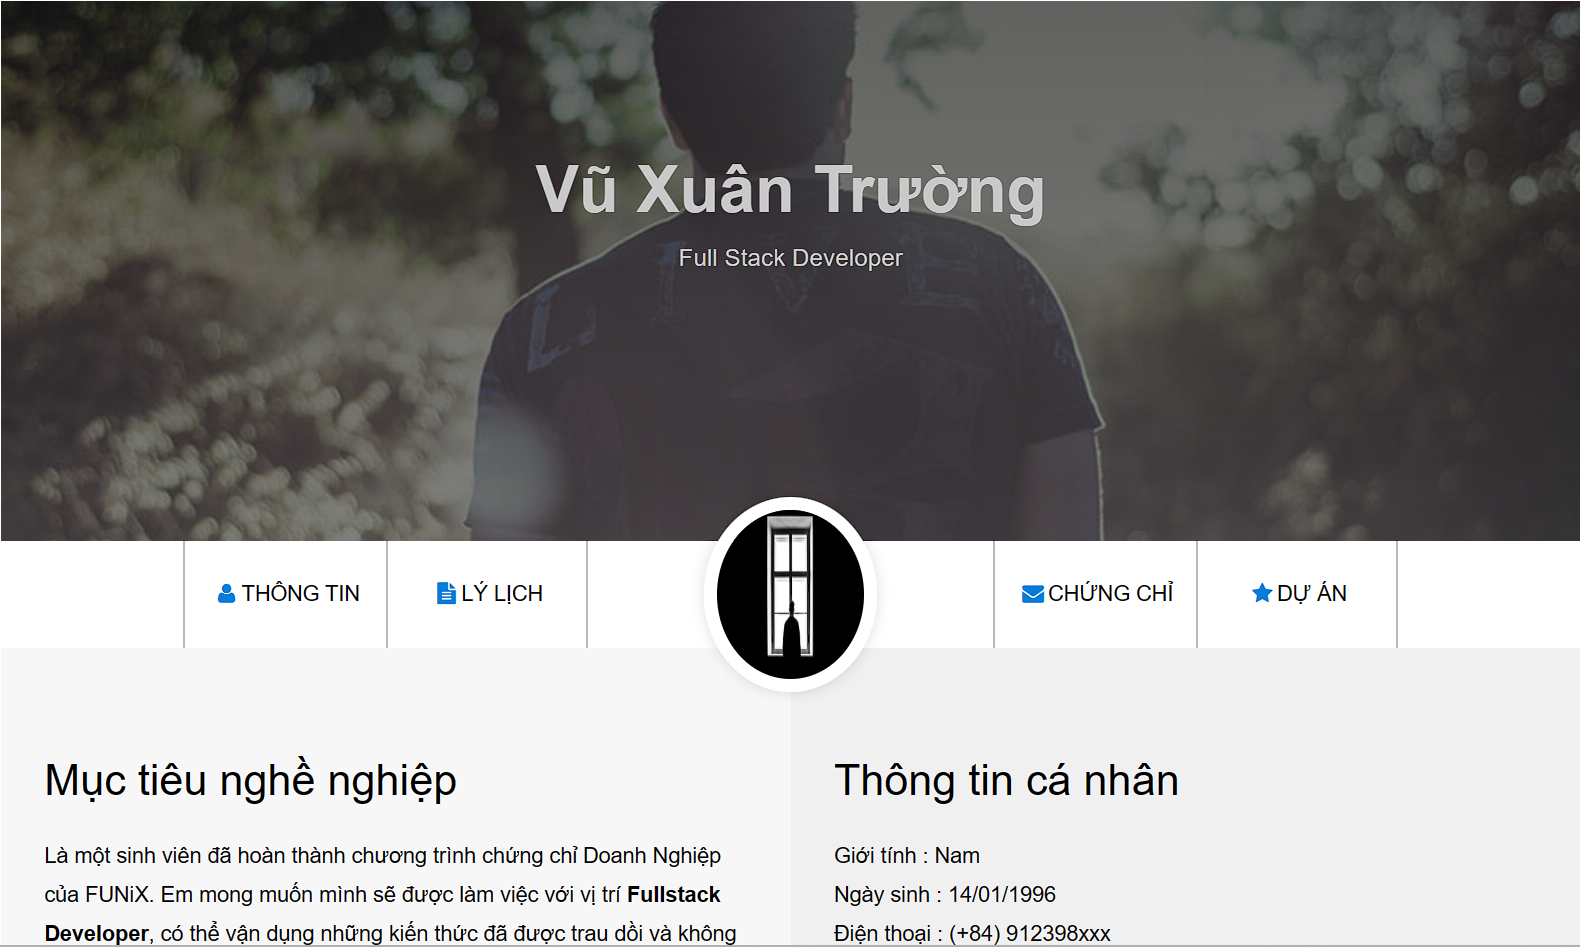 Vũ Xuân Trường
Full Stack Developer
THÔNG TIN
LÝ LỊCH
CHỨNG CHỈ
DỰ ÁN
Mục tiêu nghề nghiệp
Là một sinh viên đã hoàn thành chương trình chứng chỉ Doanh Nghiệp
của FUNiX. Em mong muốn mình sẽ được làm việc với vị trí Fullstack
Developer, có thể vận dụng những kiến thức đã được trau dồi và không
Thông tin cá nhân
Giới tính : Nam
Ngày sinh : 14/01/1996
Điện thoại : (+84) 912398xxx